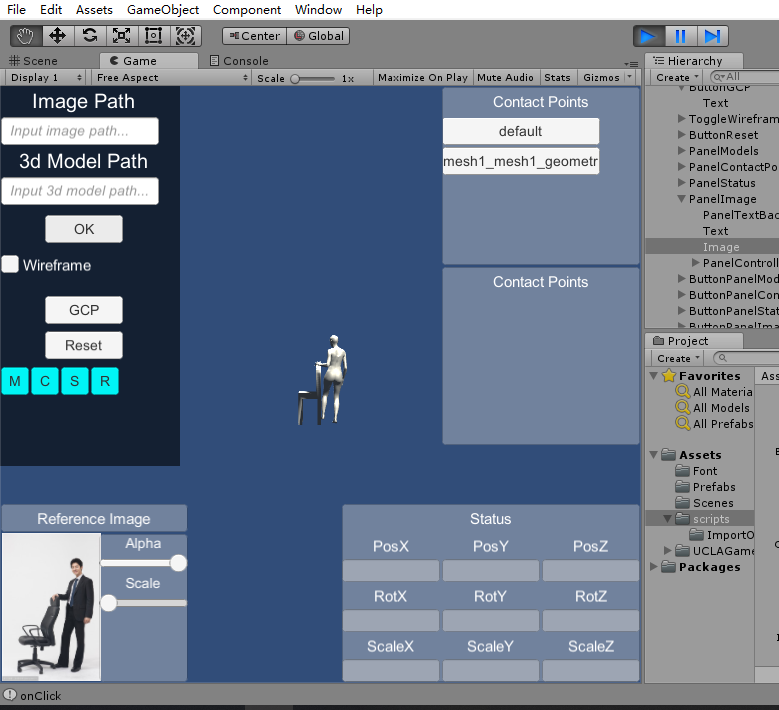 File Edit Assets GameObject Component Window Help
Center Global
Scene Game Console
Hierarchy
Display 1 Free Aspect Scale 1x Maximize On Play Mute Audio Stats Gizmos
Create All
Image Path
Input image path...
3d Model Path
Input 3d model path...
OK
Wireframe
GCP
Reset
M C S R
Contact Points
default
mesh1_mesh1_geometr
Contact Points
Reference Image
Alpha
Scale
Status
PosX PosY PosZ
RotX RotY RotZ
ScaleX ScaleY ScaleZ
ButtonGCP
Text
ToggleWirefram
ButtonReset
PanelModels
PanelContactPo
PanelStatus
PanelImage
PanelTextBac
Text
Image
PanelControll
ButtonPanelMod
ButtonPanelCon
ButtonPanelStat
ButtonPanelIma
Project
Create
Favorites
All Materia
All Models
All Prefabs
Ass
Assets
Font
Prefabs
Scenes
scripts
ImportO
UCLAGame
Packages
onClick